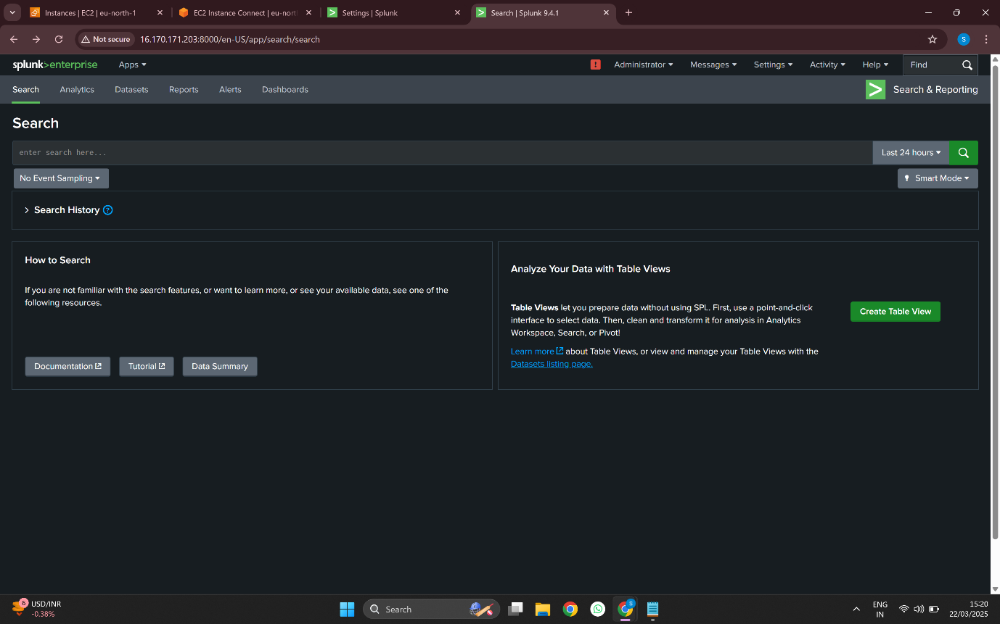 Instances | EC2 | eu-north-1
EC2 Instance Connect | eu-nort
Settings | Splunk
Search | Splunk 9.4.1
Not secure
16.170.171.203:8000/en-US/app/search/search
S
splunk>enterprise
Apps
Administrator
Messages
Settings
Activity
Help
Find
Search
Analytics
Datasets
Reports
Alerts
Dashboards
Search & Reporting
Search
enter search here...
Last 24 hours
No Event Sampling
Smart Mode
Search History
How to Search
If you are not familiar with the search features, or want to learn more, or see your available data, see one of the
following resources.
Documentation
Tutorial
Data Summary
Analyze Your Data with Table Views
Table Views let you prepare data without using SPL. First, use a point-and-click
interface to select data. Then, clean and transform it for analysis in Analytics
Workspace, Search, or Pivot!
Learn more about Table Views, or view and manage your Table Views with the
Datasets listing page.
Create Table View
6
USD/INR
-0.38%
Search
S
ENG
IN
15:20
22/03/2025